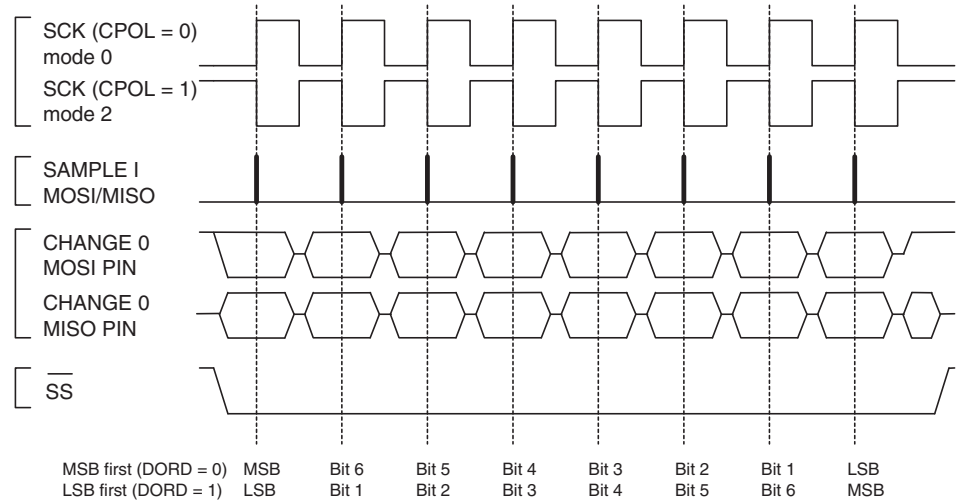 SCK (CPOL = 0)
mode 0
SCK (CPOL = 1)
mode 2
SAMPLE I
MOSI/MISO
CHANGE 0
MOSI PIN
CHANGE 0
MISO PIN
SS
MSB first (DORD = 0) MSB Bit 6 Bit 5 Bit 4 Bit 3 Bit 2 Bit 1 LSB
LSB first (DORD = 1) LSB Bit 1 Bit 2 Bit 3 Bit 4 Bit 5 Bit 6 MSB